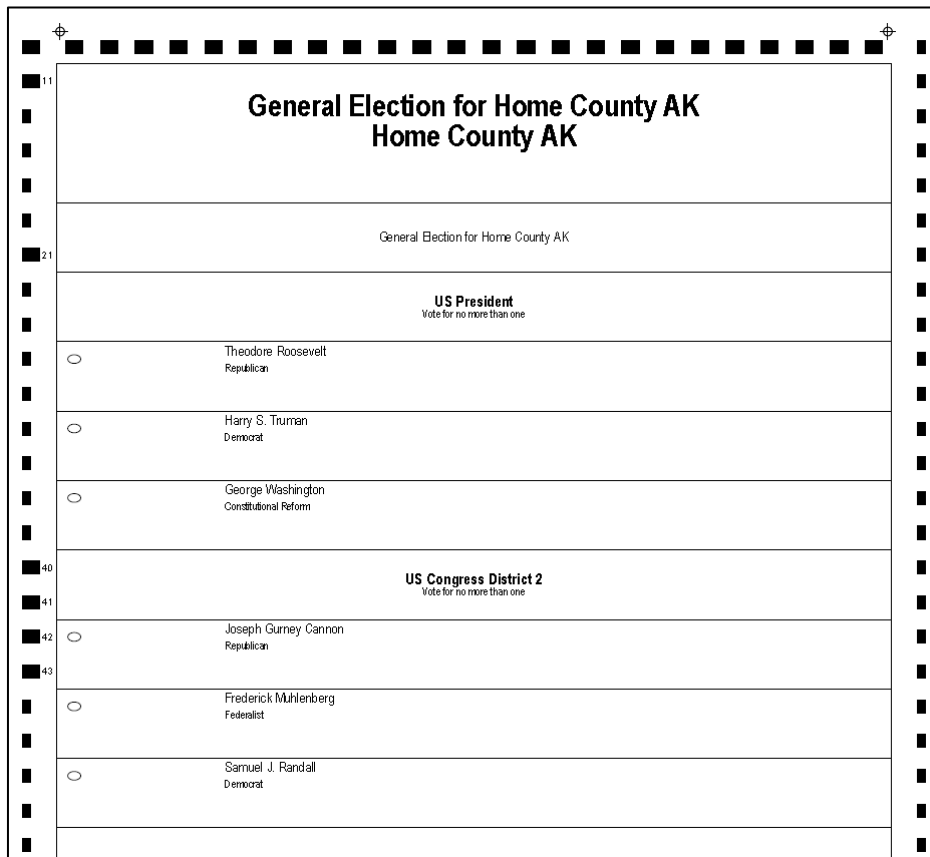 11
General Election for Home County AK
Home County AK
General Election for Home County AK
21
US President
Vote for no more than one
Theodore Roosevelt
Republican
Harry S. Truman
Democrat
George Washington
Constitutional Reform
40
US Congress District 2
Vote for no more than one
41
Joseph Gurney Cannon
42
Republican
43
Frederick Muhlenberg
Federalist
Samuel J. Randall
Democrat